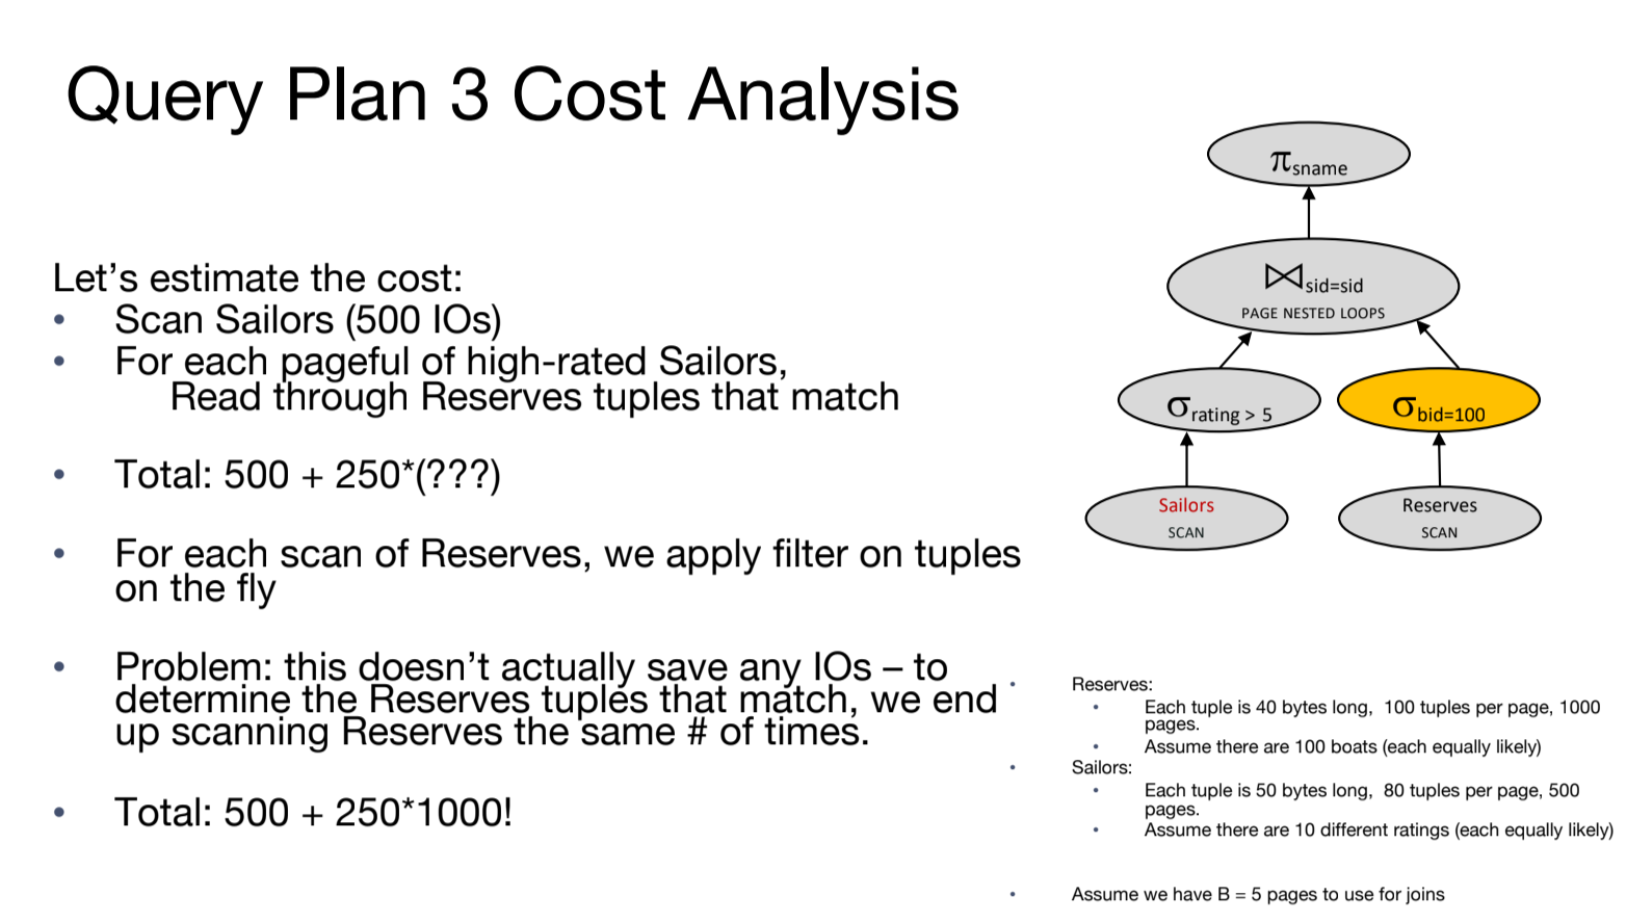 Query Plan 3 Cost Analysis
Let’s estimate the cost:
• Scan Sailors (500 IOs)
• For each pageful of high-rated Sailors,
Read through Reserves tuples that match
• Total: 500 + 250*(???)
• For each scan of Reserves, we apply filter on tuples
on the fly
• Problem: this doesn’t actually save any IOs – to
determine the Reserves tuples that match, we end
up scanning Reserves the same # of times.
• Total: 500 + 250*1000!
π sname
⋈ sid=sid
PAGE NESTED LOOPS
σ rating > 5
σ bid=100
Sailors
SCAN
Reserves
SCAN
• Reserves:
• Each tuple is 40 bytes long, 100 tuples per page, 1000
pages.
• Assume there are 100 boats (each equally likely)
• Sailors:
• Each tuple is 50 bytes long, 80 tuples per page, 500
pages.
• Assume there are 10 different ratings (each equally likely)
• Assume we have B = 5 pages to use for joins